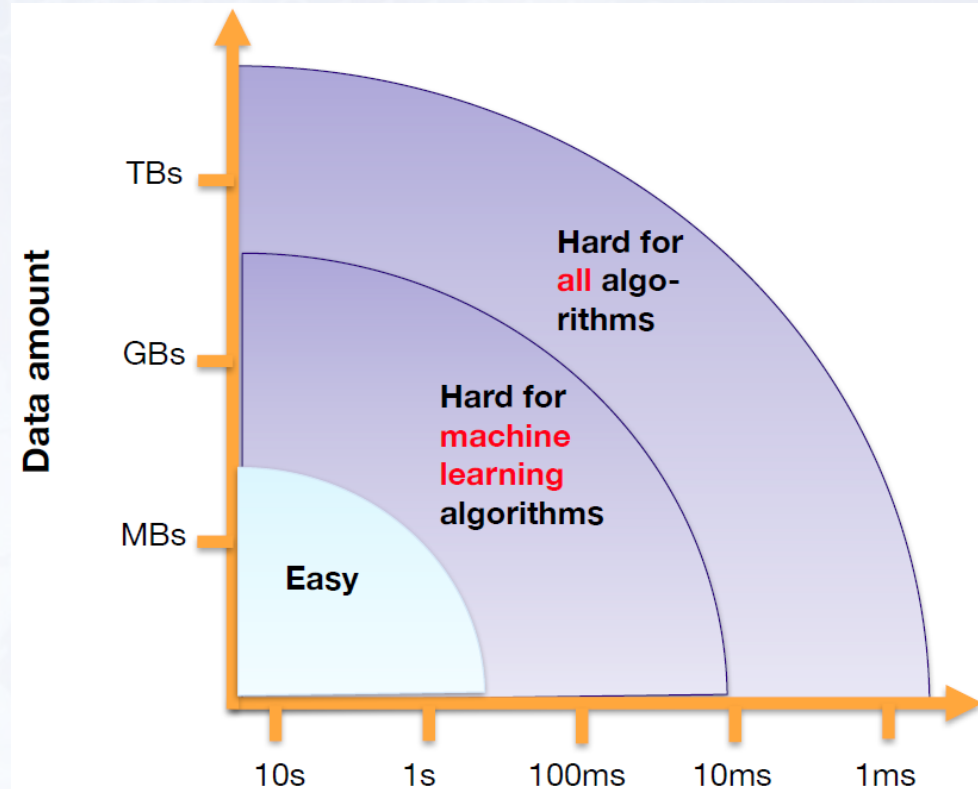 Data amount
TBs
GBs
MBs
Hard for
all algo-
rithms
Hard for
machine
learning
algorithms
Easy
10s
1s
100ms
10ms
1ms